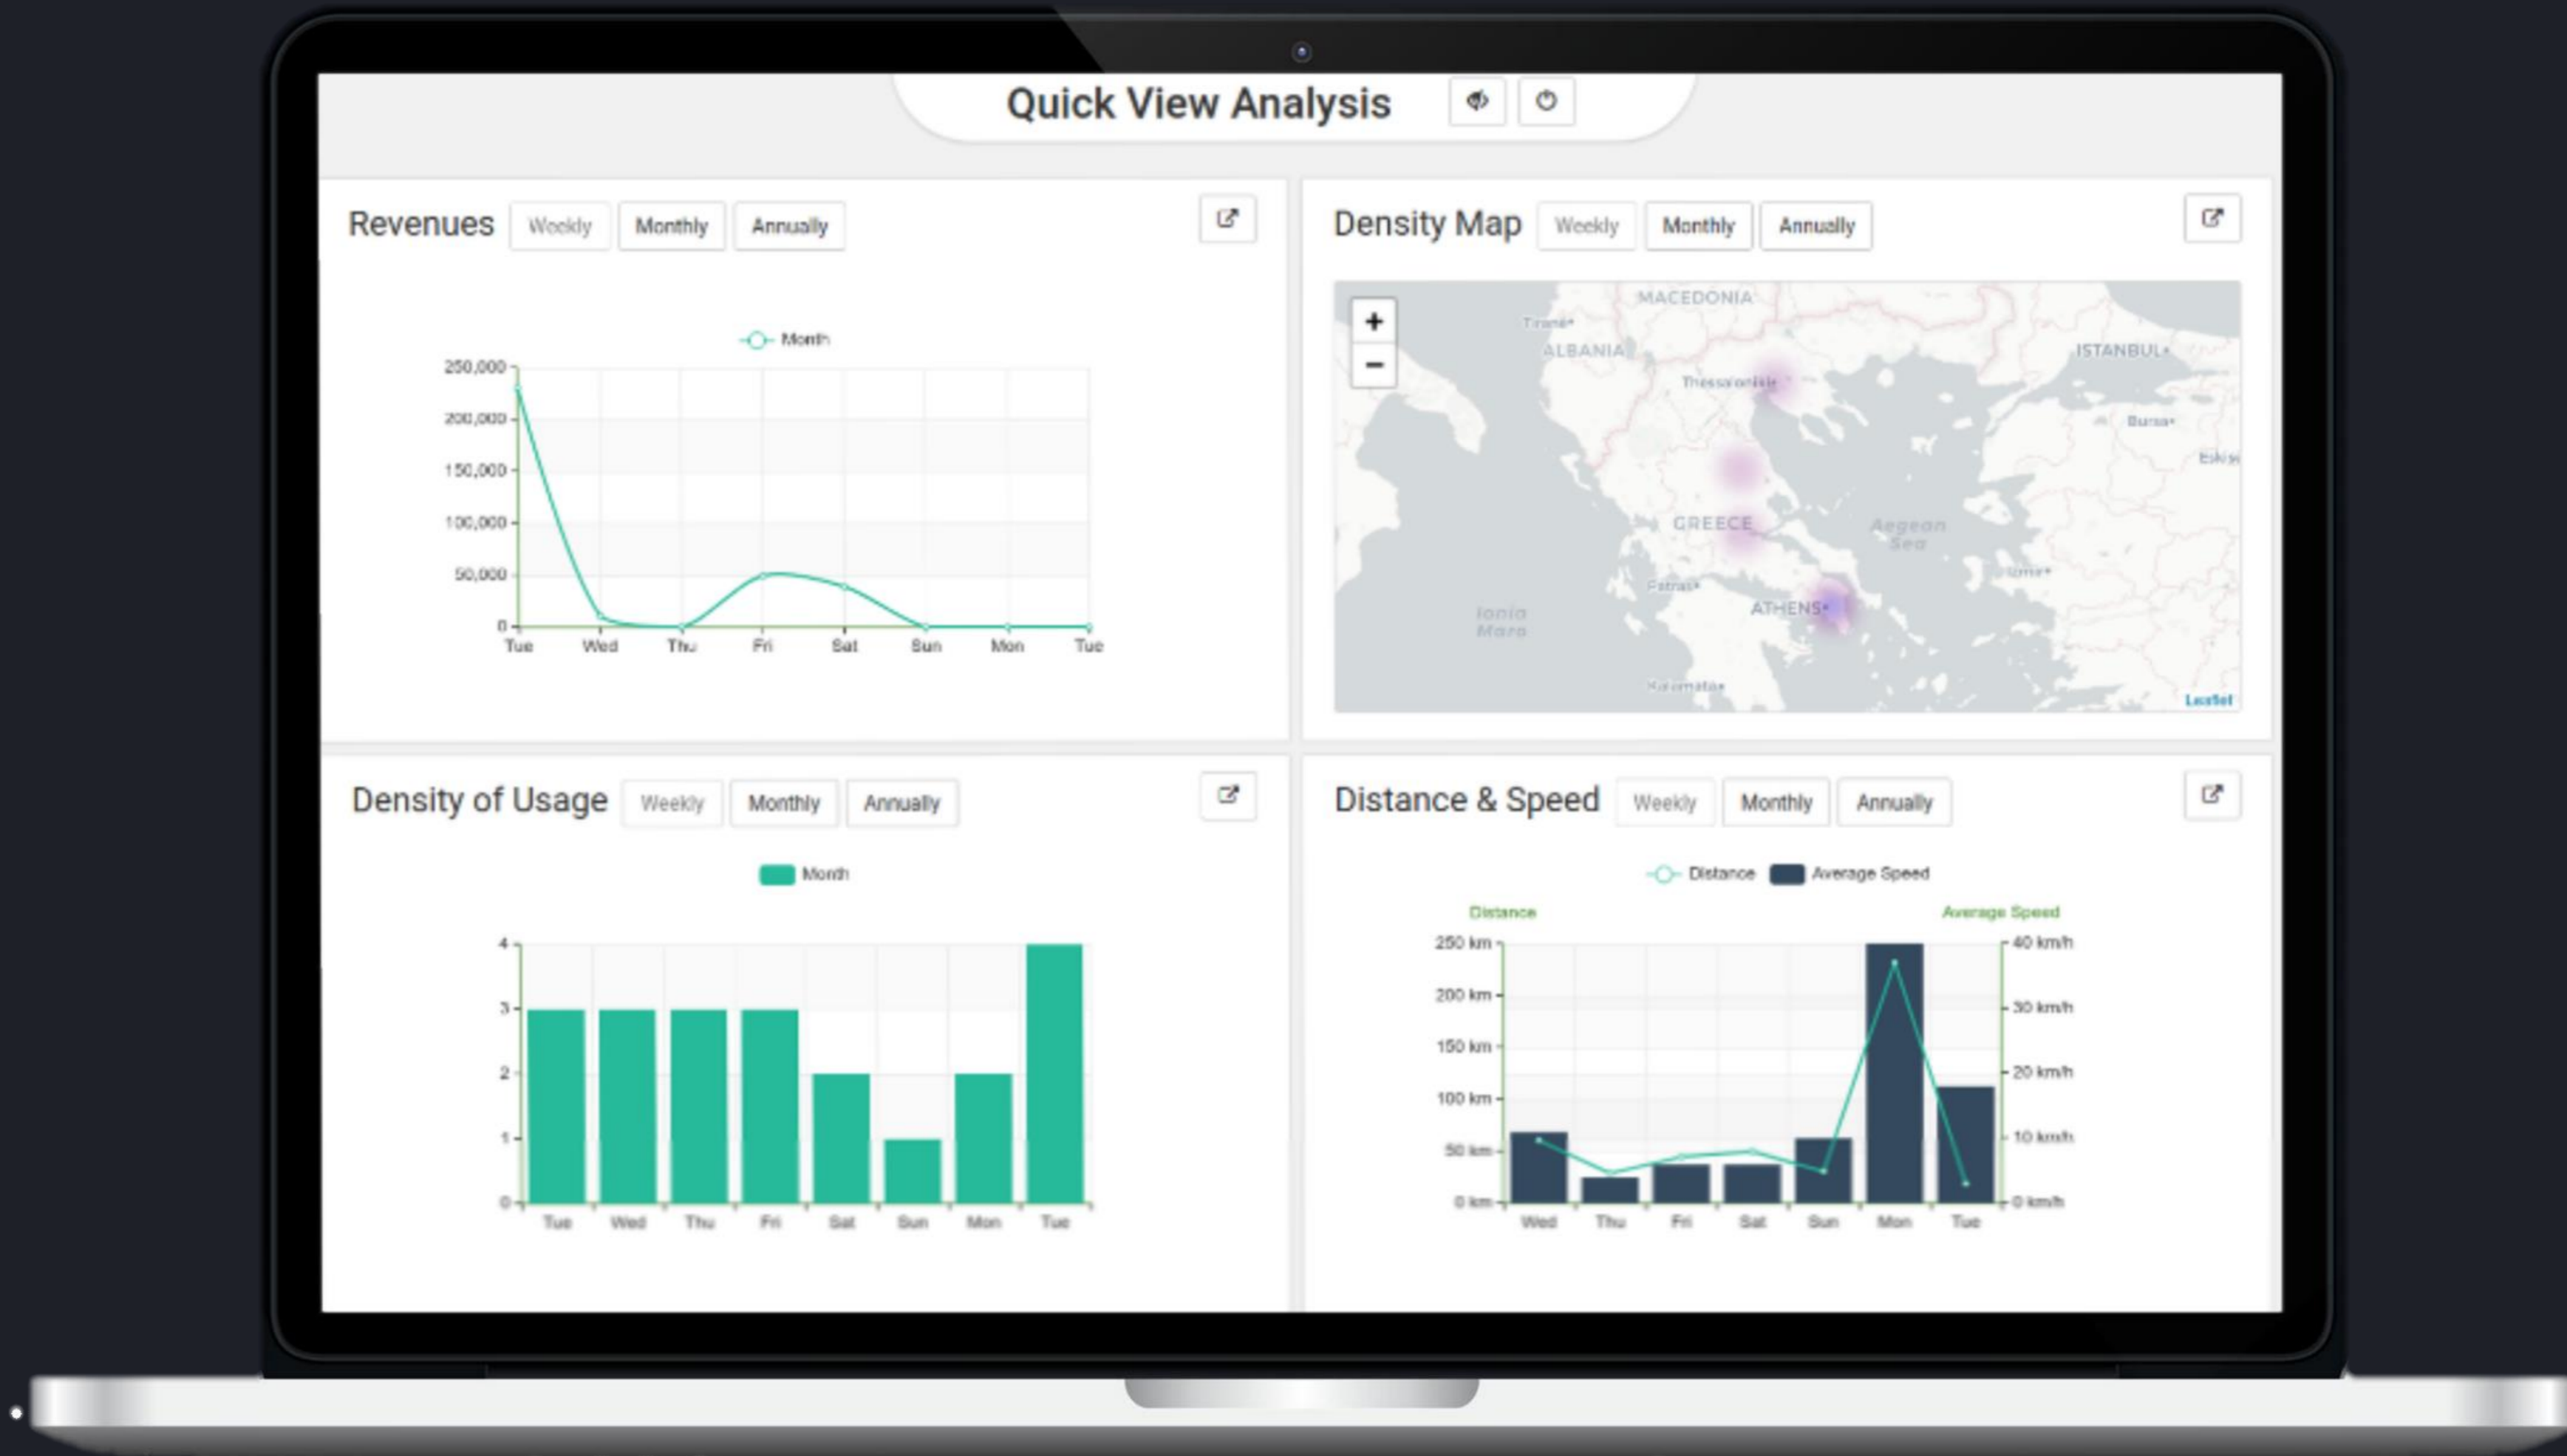 Quick View Analysis
Revenues Weekly Monthly Annually
Month
250,000
200,000
150,000
100,000
50,000
0
Tue Wed Thu Fri Sat Sun Mon Tue
Density Map Weekly Monthly Annually
+
−
MACEDONIA
Tiranë
ALBANIA
ISTANBUL
Thessaloniki
Bursa
GREECE
Aegean
Sea
Patras
Izmir
ATHENS
Ionia
Mare
Kalamata
Leaflet
Density of Usage Weekly Monthly Annually
Month
4
3
2
1
0
Tue Wed Thu Fri Sat Sun Mon Tue
Distance & Speed Weekly Monthly Annually
Distance Average Speed
Distance Average Speed
250 km 40 km/h
200 km
30 km/h
150 km
20 km/h
100 km
10 km/h
50 km
0 km 0 km/h
Wed Thu Fri Sat Sun Mon Tue